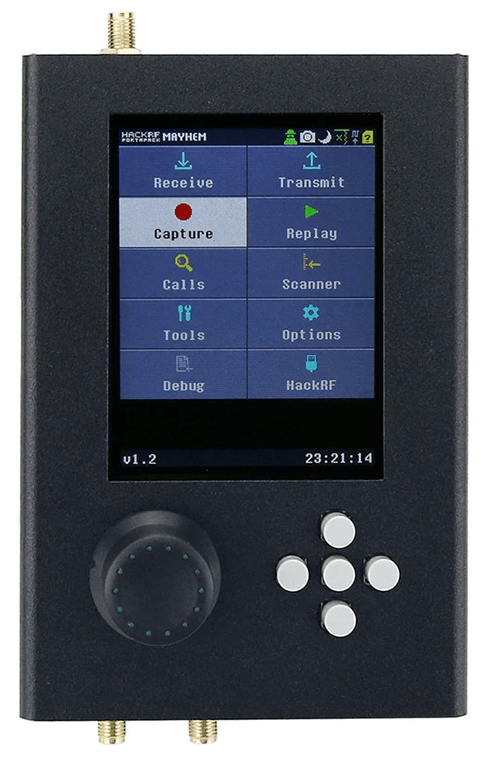 HACKRF PORTAPACK MAYHEM
Receive Transmit
Capture Replay
Calls Scanner
Tools Options
Debug HackRF
v1.2 23:21:14